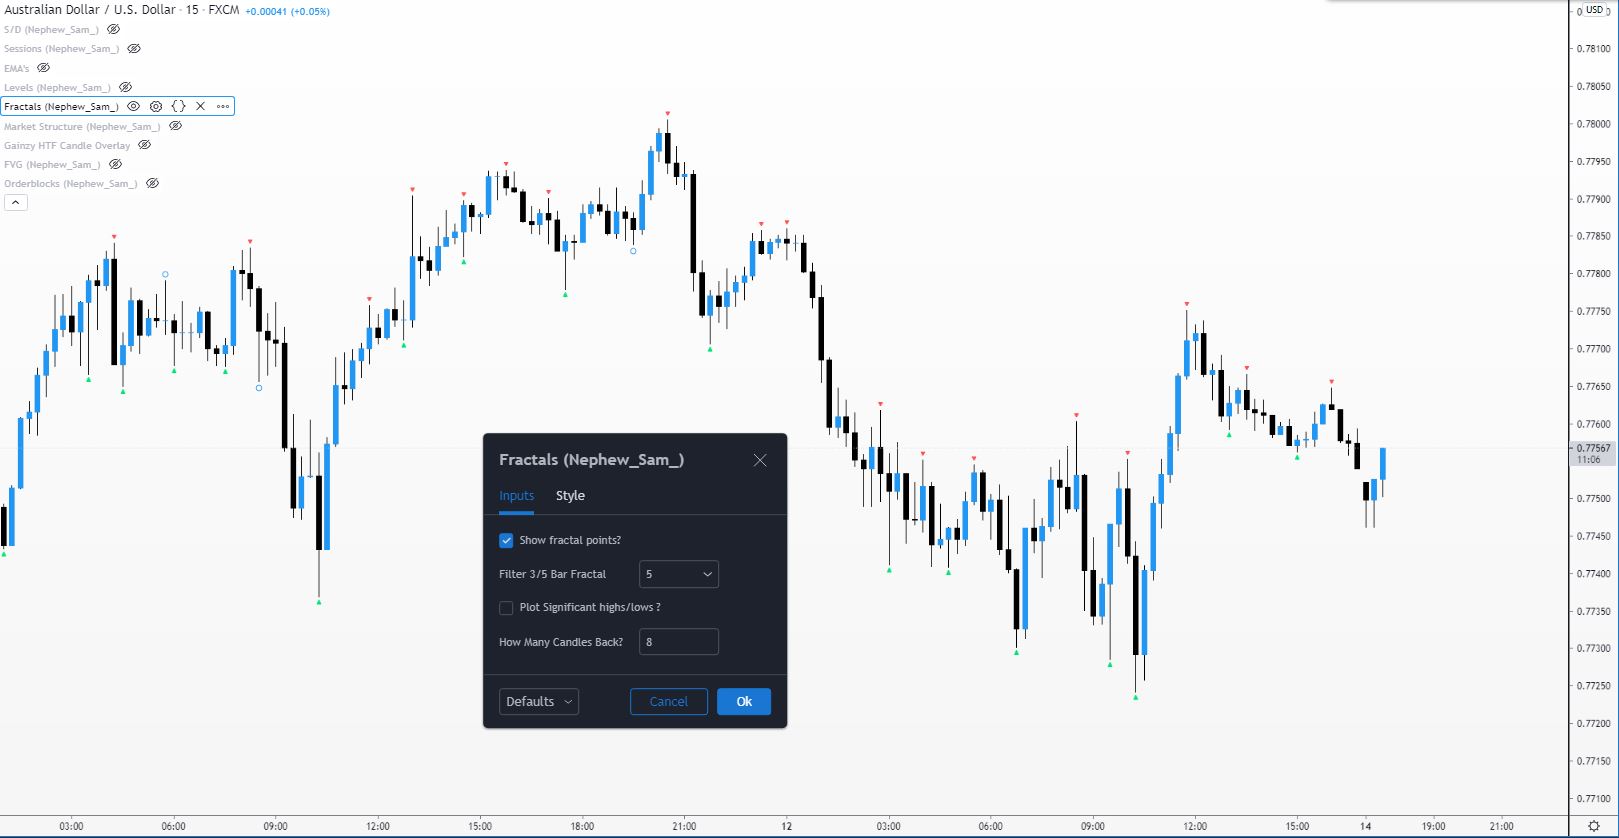 Australian Dollar / U.S. Dollar · 15 · FXCM +0.00041 (+0.05%)
S/D (Nephew_Sam_)
Sessions (Nephew_Sam_)
EMA's
Levels (Nephew_Sam_)
Fractals (Nephew_Sam_)
Market Structure (Nephew_Sam_)
Gainzy HTF Candle Overlay
FVG (Nephew_Sam_)
Orderblocks (Nephew_Sam_)
Fractals (Nephew_Sam_)
Inputs Style
Show fractal points?
Filter 3/5 Bar Fractal 5
Plot Significant highs/lows ?
How Many Candles Back? 8
Defaults Cancel Ok
USD
0.78100
0.78050
0.78000
0.77950
0.77900
0.77850
0.77800
0.77750
0.77700
0.77650
0.77600
0.77567
11:06
0.77500
0.77450
0.77400
0.77350
0.77300
0.77250
0.77200
0.77150
0.77100
03:00 06:00 09:00 12:00 15:00 18:00 21:00 12 03:00 06:00 09:00 12:00 15:00 14 19:00 21:00